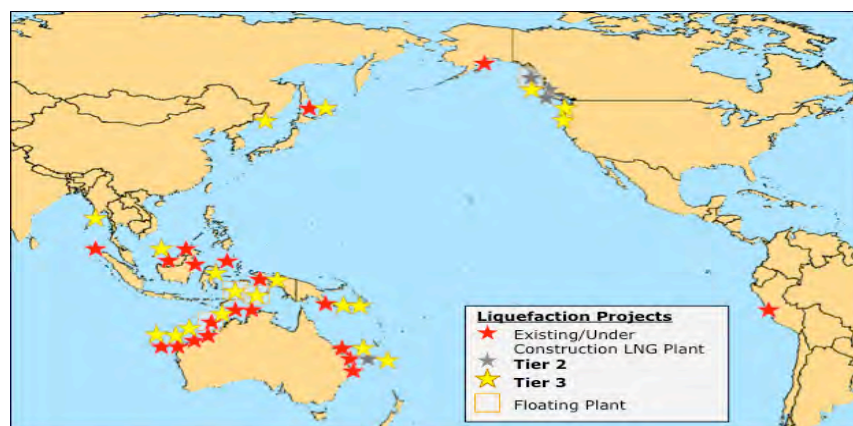 Liquefaction Projects
Existing/Under
Construction LNG Plant
Tier 2
Tier 3
Floating Plant